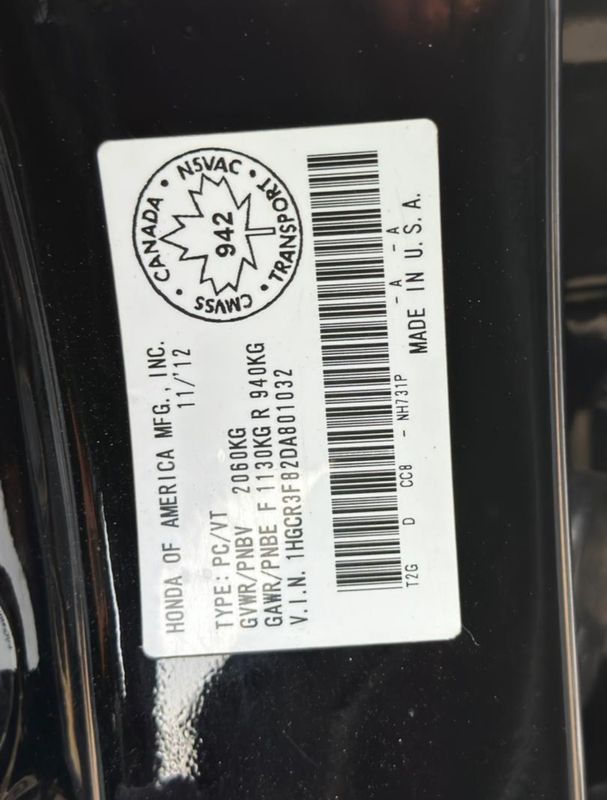 HONDA OF AMERICA MFG., INC.
11/'12
TYPE: PC/VT
GVWR/PNBV 2060KG
GAWR/PNBE F 1130KG R 940KG
V.I.N. 1HGCR3F82DA801032
CANADA • NSVAC • TRANSPORT • CMVSS •
942
T2G D CC8 - NH731P - A - A
MADE IN U.S.A.